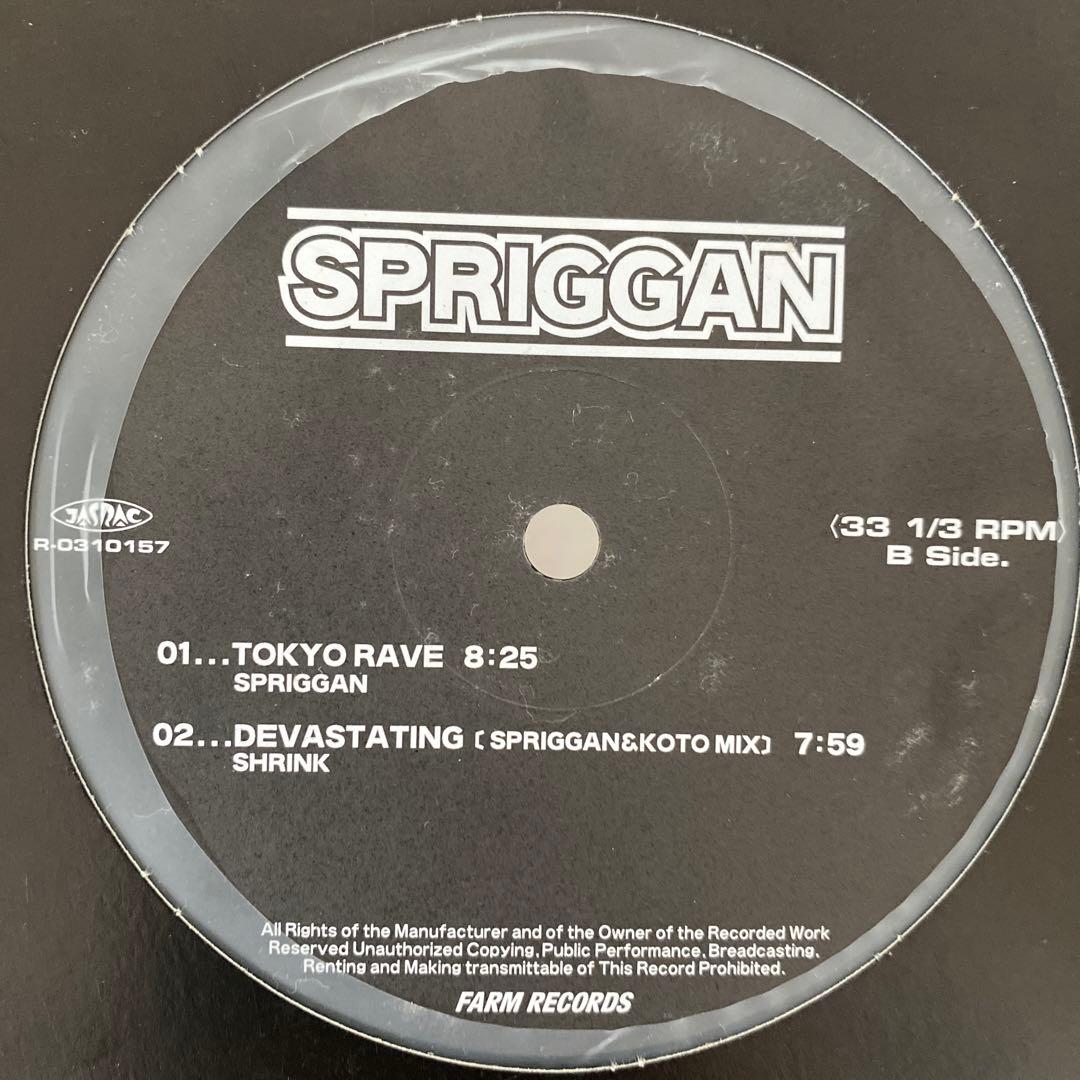 SPRIGGAN
JASRAC
R-0310157
〈33 1/3 RPM〉
B Side.
01...TOKYO RAVE 8:25
SPRIGGAN
02...DEVASTATING [SPRIGGAN&KOTO MIX] 7:59
SHRINK
All Rights of the Manufacturer and of the Owner of the Recorded Work
Reserved Unauthorized Copying, Public Performance, Breadcasting,
Renting and Making transmittable of This Record Prohibited.
FARM RECORDS